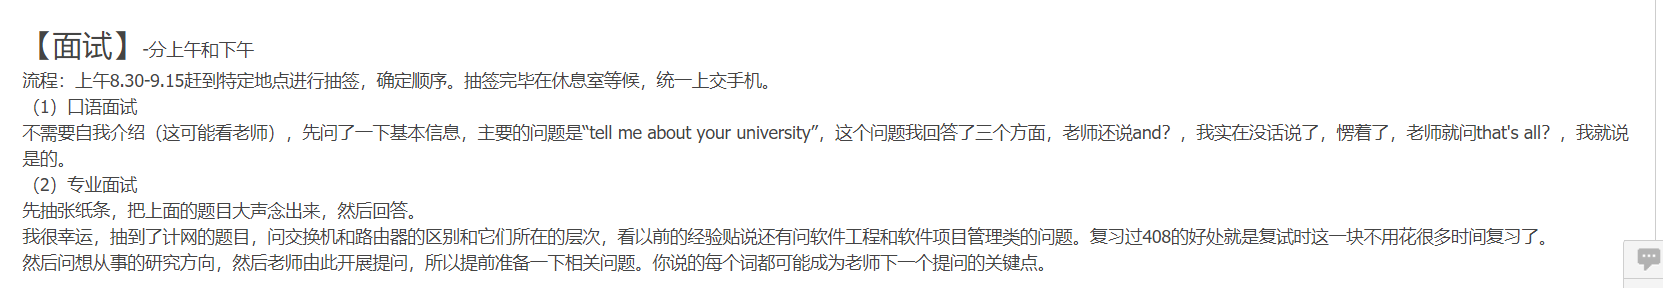 【面试】-分上午和下午
流程：上午8.30-9.15赶到特定地点进行抽签，确定顺序。抽签完毕在休息室等候，统一上交手机。
（1）口语面试
不需要自我介绍（这可能看老师），先问了一下基本信息，主要的问题是“tell me about your university”，这个问题我回答了三个方面，老师还说and？，我实在没话说了，愣着了，老师就问that's all？，我就说
是的。
（2）专业面试
先抽张纸条，把上面的题目大声念出来，然后回答。
我很幸运，抽到了计网的题目，问交换机和路由器的区别和它们所在的层次，看以前的经验贴说还有问软件工程和软件项目管理类的问题。复习过408的好处就是复试时这一块不用花很多时间复习了。
然后问想从事的研究方向，然后老师由此开展提问，所以提前准备一下相关问题。你说的每个词都可能成为老师下一个提问的关键点。